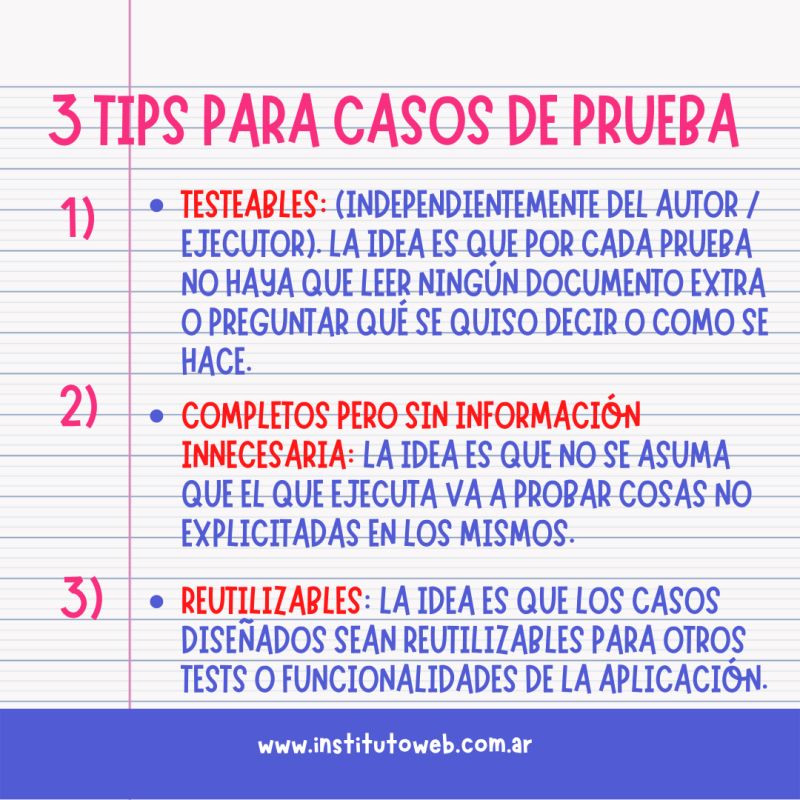 3 TIPS PARA CASOS DE PRUEBA
1)
• TESTEABLES: (INDEPENDIENTEMENTE DEL AUTOR /
EJECUTOR). LA IDEA ES QUE POR CADA PRUEBA
NO HAYA QUE LEER NINGÚN DOCUMENTO EXTRA
O PREGUNTAR QUÉ SE QUISO DECIR O COMO SE
HACE.
2)
• COMPLETOS PERO SIN INFORMACIÓN
INNECESARIA: LA IDEA ES QUE NO SE ASUMA
QUE EL QUE EJECUTA VA A PROBAR COSAS NO
EXPLICITADAS EN LOS MISMOS.
3)
• REUTILIZABLES: LA IDEA ES QUE LOS CASOS
DISEÑADOS SEAN REUTILIZABLES PARA OTROS
TESTS O FUNCIONALIDADES DE LA APLICACIÓN.
www.institutoweb.com.ar